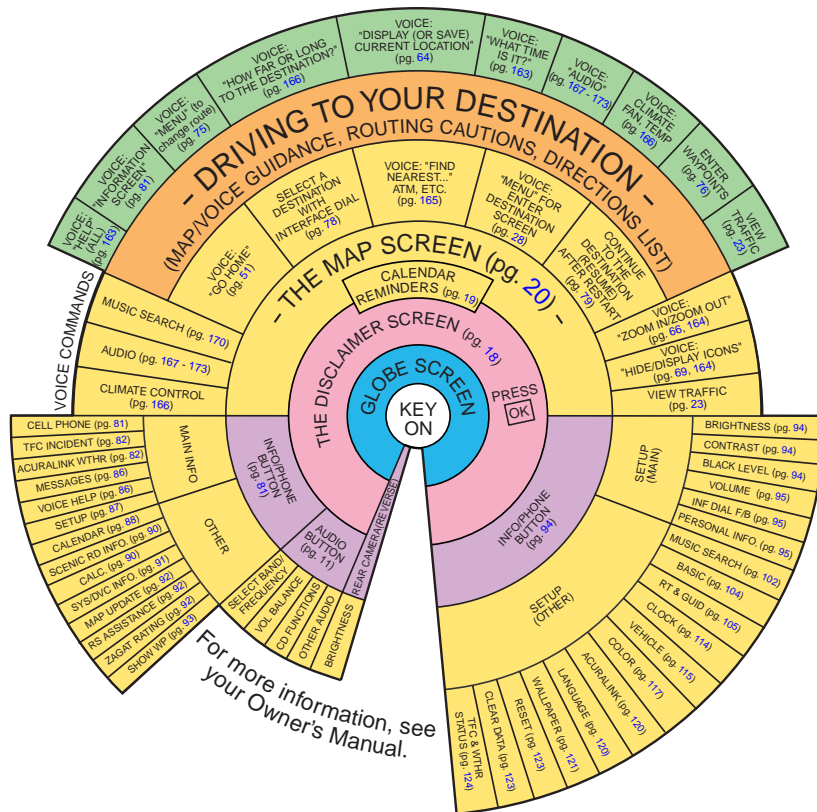 VOICE:
"HELP"
(ALL)
(pg. 163)
VOICE:
"INFORMATION
SCREEN"
(pg. 81)
VOICE:
"MENU" (to
change route)
(pg. 75)
VOICE:
"HOW FAR OR LONG
TO THE DESTINATION?"
(pg. 166)
VOICE:
"DISPLAY (OR SAVE)
CURRENT LOCATION"
(pg. 64)
VOICE:
"WHAT TIME
IS IT?"
(pg. 163)
VOICE:
"AUDIO"
(pg. 167 - 173)
VOICE:
CLIMATE
FAN, TEMP
(pg. 166)
ENTER
WAYPOINTS
(pg. 76)
VIEW
TRAFFIC
(pg. 23)
- DRIVING TO YOUR DESTINATION -
(MAP/VOICE GUIDANCE, ROUTING CAUTIONS, DIRECTIONS LIST)
VOICE COMMANDS
CLIMATE CONTROL
(pg. 166)
AUDIO (pg. 167 - 173)
MUSIC SEARCH (pg. 170)
VOICE:
"GO HOME"
(pg. 51)
SELECT A
DESTINATION
WITH
INTERFACE DIAL
(pg. 78)
VOICE: "FIND
NEAREST..."
ATM, ETC.
(pg. 165)
VOICE:
"MENU" FOR
ENTER
DESTINATION
SCREEN
(pg. 28)
CONTINUE
TO THE
DESTINATION
(RESUME)
AFTER RESTART
(pg. 79)
VOICE:
"ZOOM IN/ZOOM OUT"
(pg. 66, 164)
VOICE:
"HIDE/DISPLAY ICONS"
(pg. 69, 164)
VIEW TRAFFIC
(pg. 23)
- THE MAP SCREEN (pg. 20) -
CALENDAR
REMINDERS (pg. 19)
THE DISCLAIMER SCREEN (pg. 18)
PRESS
OK
GLOBE SCREEN
KEY
ON
INFO/PHONE
BUTTON
(pg. 81)
MAIN INFO
OTHER
CELL PHONE (pg. 81)
TFC INCIDENT (pg. 82)
ACURALINK WTHR (pg. 82)
MESSAGES (pg. 86)
VOICE HELP (pg. 86)
SETUP (pg. 87)
CALENDAR (pg. 88)
SCENIC RD INFO. (pg. 90)
CALC. (pg. 90)
SYS/DVC INFO. (pg. 91)
MAP UPDATE (pg. 92)
RS ASSISTANCE (pg. 92)
ZAGAT RATING (pg. 92)
SHOW WP (pg. 93)
AUDIO
BUTTON
(pg. 11)
SELECT BAND/
FREQUENCY
VOL BALANCE
CD FUNCTIONS
OTHER AUDIO
BRIGHTNESS
REAR CAMERA(REVERSE)
INFO/PHONE
BUTTON
(pg. 94)
SETUP
(MAIN)
SETUP
(OTHER)
BRIGHTNESS (pg. 94)
CONTRAST (pg. 94)
BLACK LEVEL (pg. 94)
VOLUME (pg. 95)
INF DIAL F/B (pg. 95)
PERSONAL INFO. (pg. 95)
MUSIC SEARCH (pg. 102)
BASIC (pg. 104)
RT & GUID (pg. 105)
CLOCK (pg. 114)
VEHICLE (pg. 115)
COLOR (pg. 117)
ACURALINK (pg. 120)
LANGUAGE (pg. 120)
WALLPAPER (pg. 121)
RESET (pg. 123)
CLEAR DATA (pg. 123)
TFC & WTHR
STATUS (pg. 124)
For more information, see
your Owner's Manual.